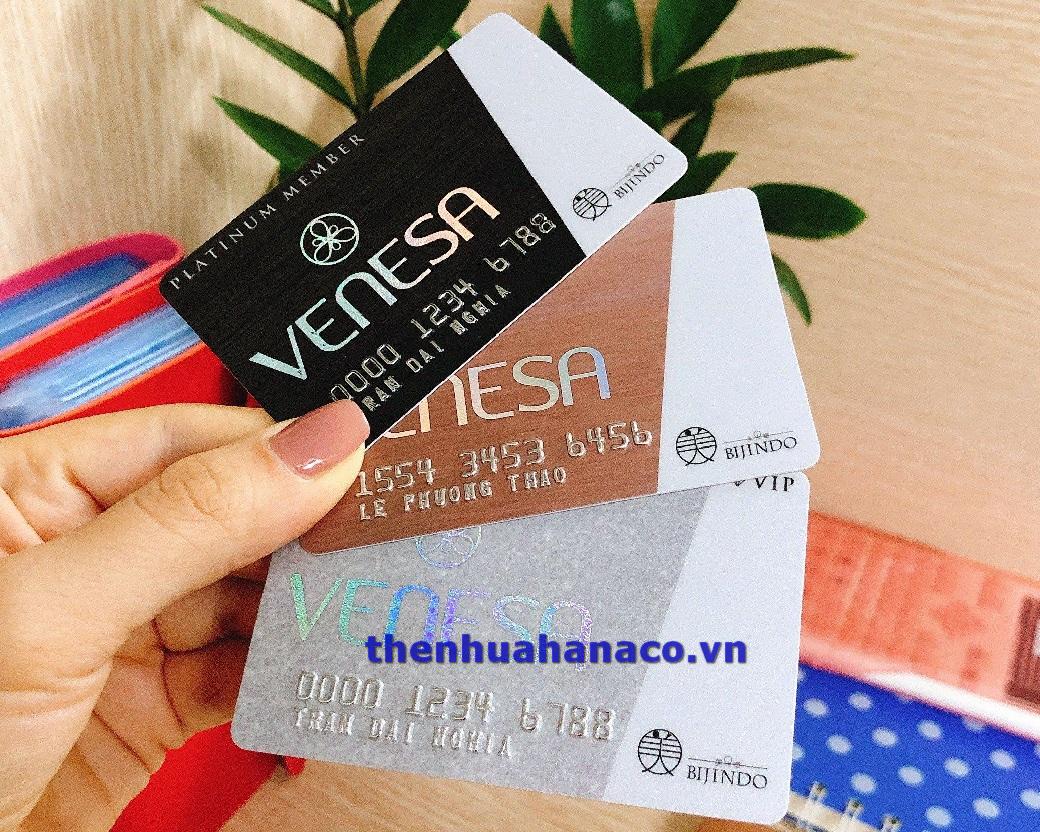 PLATINUM MEMBER
VENESA
0000 1234 6788
TRAN DAI NGHIA
BIJINDO
VENESA
1554 3453 6456
LE PHUONG THAO
BIJINDO
VIP
VENESA
thenhuahanaco.vn
0000 1234 6788
TRAN DAI NGHIA
BIJINDO